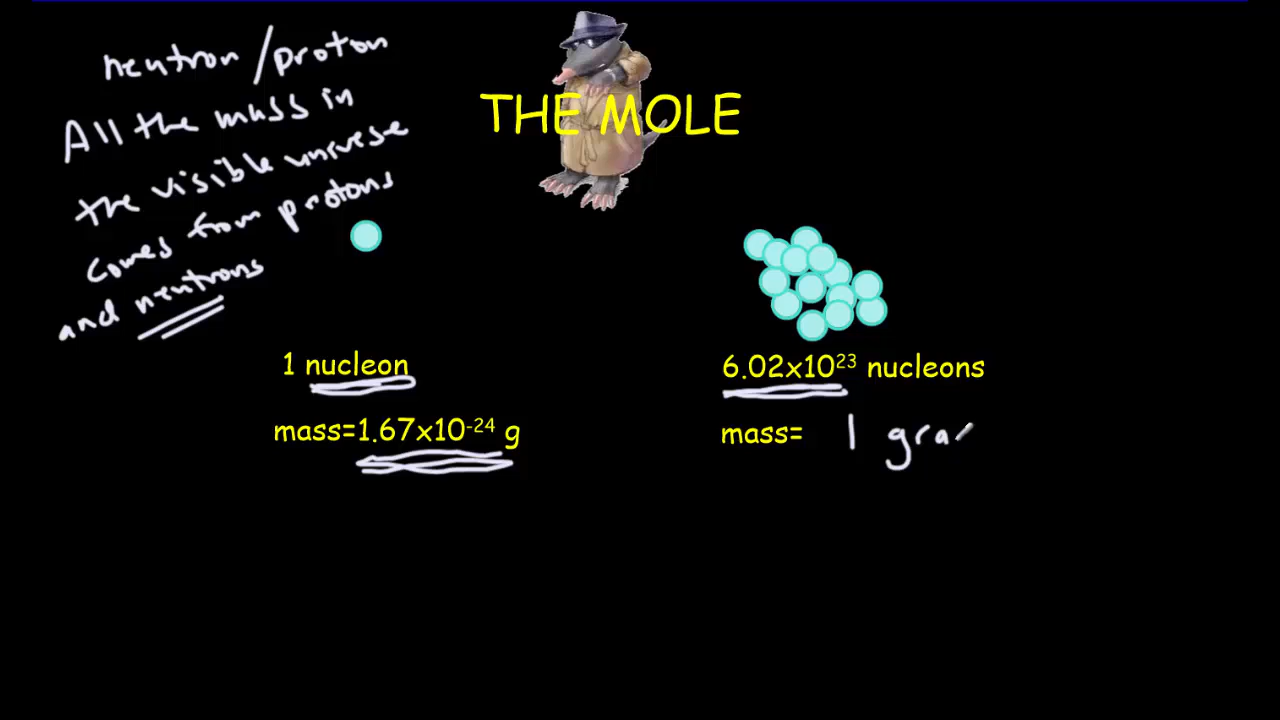 neutron/proton
All the mass in
the visible universe
comes from protons
and neutrons
THE MOLE
1 nucleon
mass=1.67x10⁻²⁴ g
6.02x10²³ nucleons
mass= 1 gra